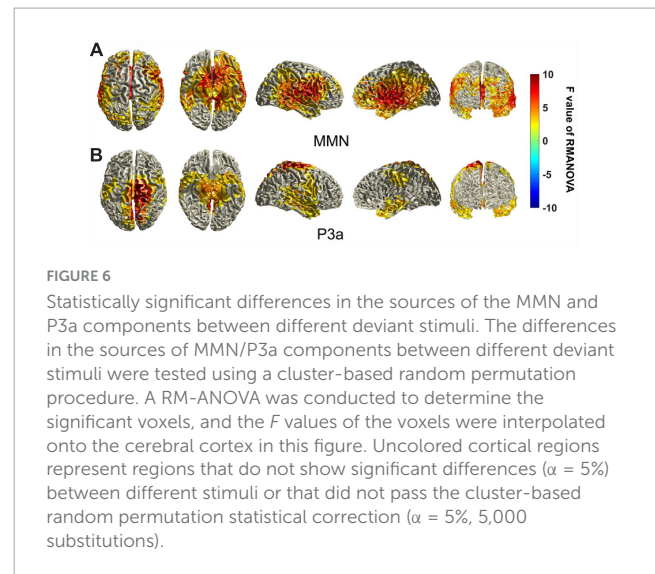 A
10
5
0
-5
-10
F value of RMANOVA
MMN
B
P3a
FIGURE 6
Statistically significant differences in the sources of the MMN and
P3a components between different deviant stimuli. The differences
in the sources of MMN/P3a components between different deviant
stimuli were tested using a cluster-based random permutation
procedure. A RM-ANOVA was conducted to determine the
significant voxels, and the F values of the voxels were interpolated
onto the cerebral cortex in this figure. Uncolored cortical regions
represent regions that do not show significant differences (α = 5%)
between different stimuli or that did not pass the cluster-based
random permutation statistical correction (α = 5%, 5,000
substitutions).